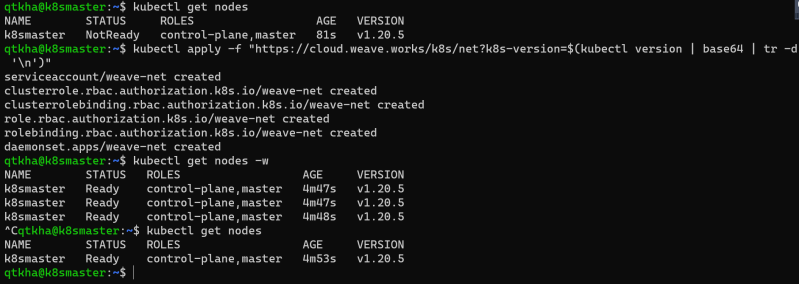 qtkha@k8smaster:~$ kubectl get nodes
NAME        STATUS     ROLES                  AGE   VERSION
k8smaster   NotReady   control-plane,master   81s   v1.20.5
qtkha@k8smaster:~$ kubectl apply -f "https://cloud.weave.works/k8s/net?k8s-version=$(kubectl version | base64 | tr -d
 '\n')"
serviceaccount/weave-net created
clusterrole.rbac.authorization.k8s.io/weave-net created
clusterrolebinding.rbac.authorization.k8s.io/weave-net created
role.rbac.authorization.k8s.io/weave-net created
rolebinding.rbac.authorization.k8s.io/weave-net created
daemonset.apps/weave-net created
qtkha@k8smaster:~$ kubectl get nodes -w
NAME        STATUS   ROLES                  AGE     VERSION
k8smaster   Ready    control-plane,master   4m47s   v1.20.5
k8smaster   Ready    control-plane,master   4m47s   v1.20.5
k8smaster   Ready    control-plane,master   4m48s   v1.20.5
^Cqtkha@k8smaster:~$ kubectl get nodes
NAME        STATUS   ROLES                  AGE     VERSION
k8smaster   Ready    control-plane,master   4m53s   v1.20.5
qtkha@k8smaster:~$